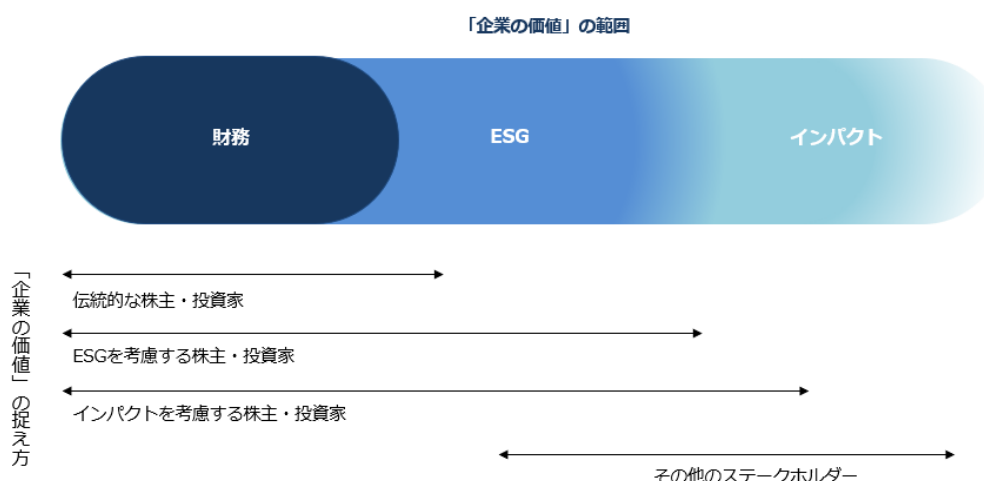 「企業の価値」の範囲
財務
ESG
インパクト
「企業の価値」の捉え方
伝統的な株主・投資家
ESGを考慮する株主・投資家
インパクトを考慮する株主・投資家
その他のステークホルダー